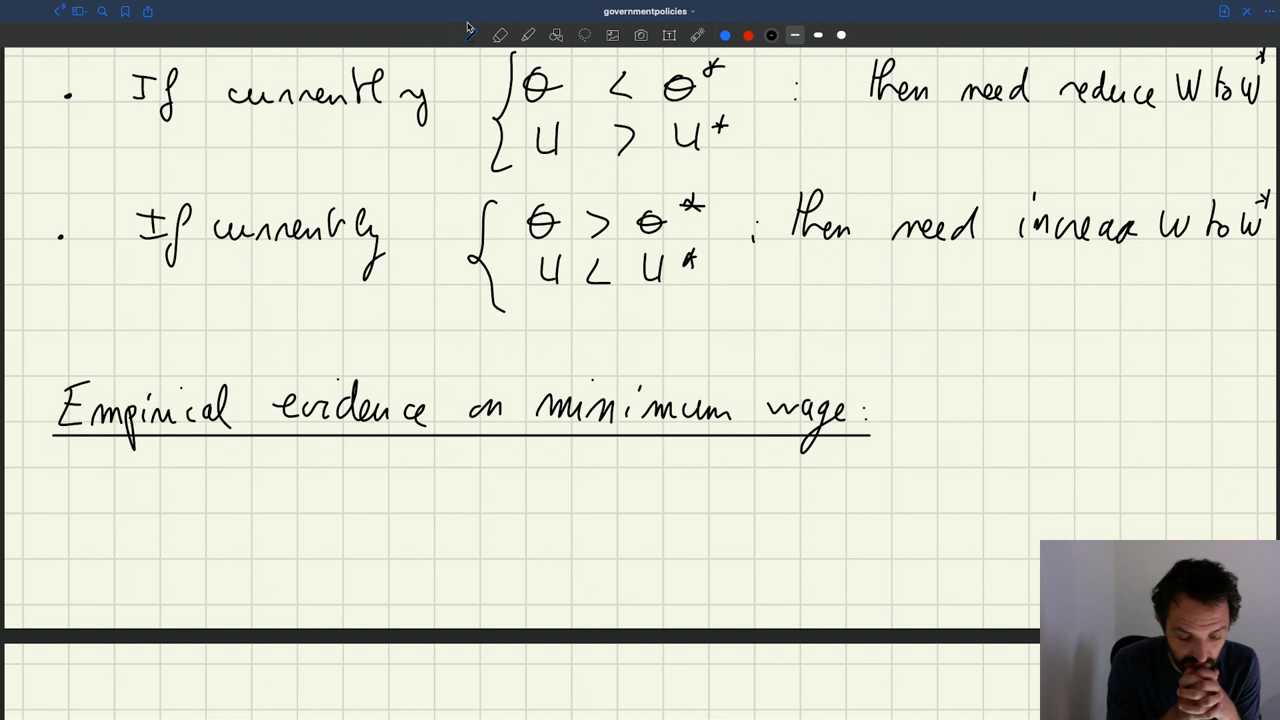 governmentpolicies
. If currently { θ < θ* : then need reduce W to W*
u > u*
. If currently { θ > θ* ; then need increase W to W*
u < u*
Empirical evidence on minimum wage: